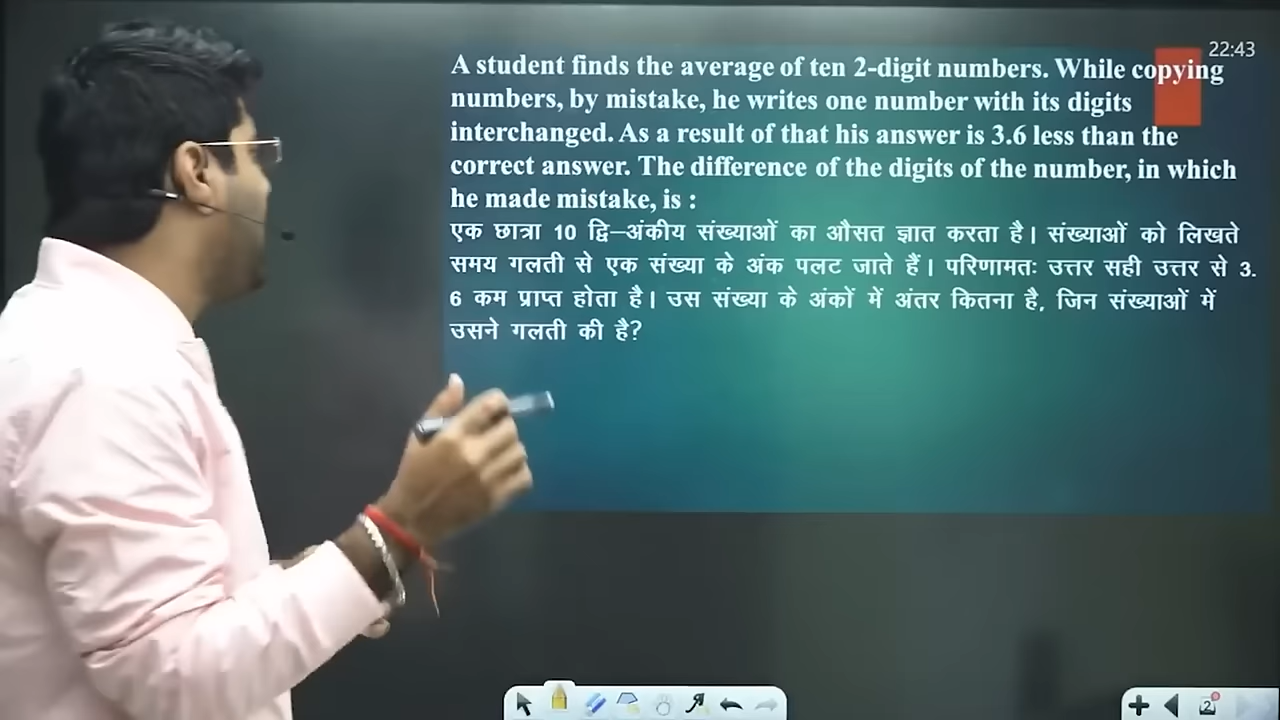 22:43
A student finds the average of ten 2-digit numbers. While copying
numbers, by mistake, he writes one number with its digits
interchanged. As a result of that his answer is 3.6 less than the
correct answer. The difference of the digits of the number, in which
he made mistake, is :
एक छात्रा 10 द्वि–अंकीय संख्याओं का औसत ज्ञात करता है। संख्याओं को लिखते
समय गलती से एक संख्या के अंक पलट जाते हैं। परिणामतः उत्तर सही उत्तर से 3.
6 कम प्राप्त होता है। उस संख्या के अंकों में अंतर कितना है, जिन संख्याओं में
उसने गलती की है?
2